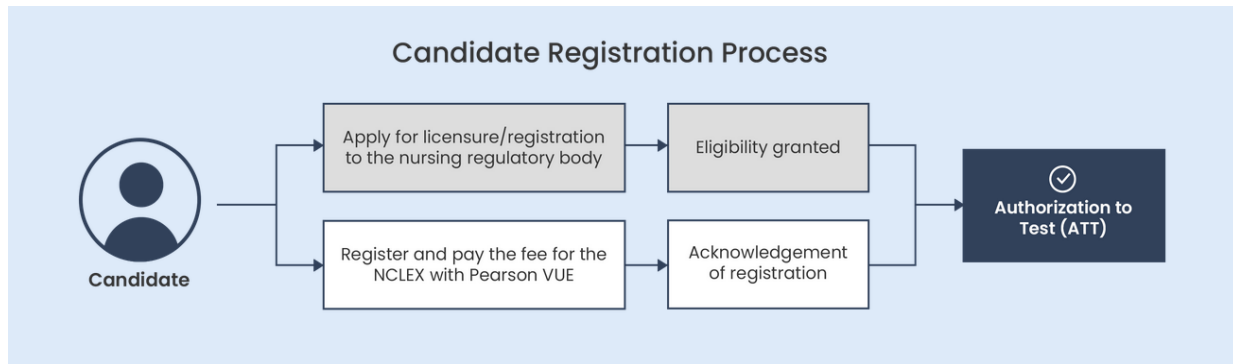 Candidate Registration Process
Candidate
Apply for licensure/registration
to the nursing regulatory body
Eligibility granted
Register and pay the fee for the
NCLEX with Pearson VUE
Acknowledgement
of registration
Authorization to
Test (ATT)